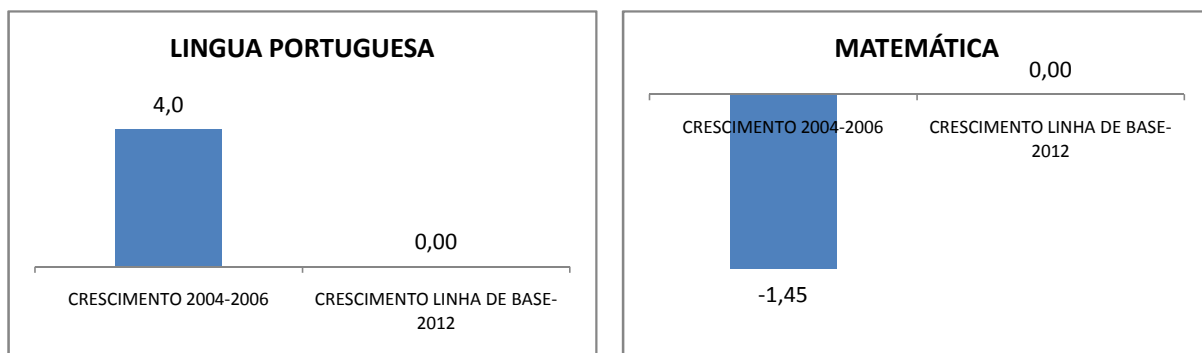 LINGUA PORTUGUESA
4,0
0,00
CRESCIMENTO 2004-2006
CRESCIMENTO LINHA DE BASE-
2012
MATEMÁTICA
0,00
CRESCIMENTO 2004-2006
CRESCIMENTO LINHA DE BASE-
2012
-1,45